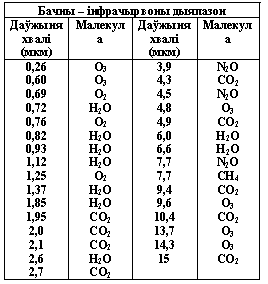 Бачны – інфрачырвоны дыяпазон
Даўжыня Малекул Даўжыня Малекул
хвалі а хвалі а
(мкм) (мкм)
0,26 O₃ 3,9 N₂O
0,60 O₃ 4,3 CO₂
0,69 O₂ 4,5 N₂O
0,72 H₂O 4,8 O₃
0,76 O₂ 4,9 CO₂
0,82 H₂O 6,0 H₂O
0,93 H₂O 6,6 H₂O
1,12 H₂O 7,7 N₂O
1,25 O₂ 7,7 CH₄
1,37 H₂O 9,4 CO₂
1,85 H₂O 9,6 O₃
1,95 CO₂ 10,4 CO₂
2,0 CO₂ 13,7 O₃
2,1 CO₂ 14,3 O₃
2,6 H₂O 15 CO₂
2,7 CO₂